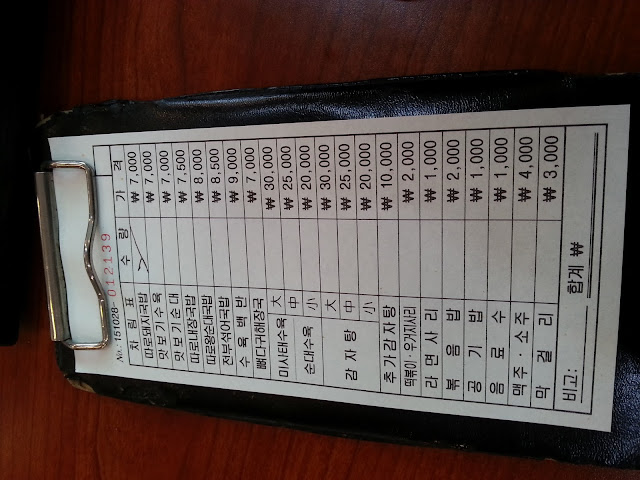 No. 151028- 012139
차림표 수량 가격
따로돼지국밥 ₩ 7,000
맛보기수육 ₩ 7,000
맛보기순대 ₩ 7,000
따로내장국밥 ₩ 7,500
따로왕순대국밥 ₩ 8,000
전부섞어국밥 ₩ 8,500
수육백반 ₩ 9,000
뼈다귀해장국 ₩ 7,000
미사태수육 大 ₩ 30,000
中 ₩ 25,000
순대수육 小 ₩ 20,000
감자탕 大 ₩ 30,000
中 ₩ 25,000
小 ₩ 20,000
추가감자탕 ₩ 10,000
떡볶이·우거지사리 ₩ 2,000
라면사리 ₩ 1,000
볶음밥 ₩ 2,000
공기밥 ₩ 1,000
음료수 ₩ 1,000
맥주·소주 ₩ 4,000
막걸리 ₩ 3,000
비고: 합계 ₩